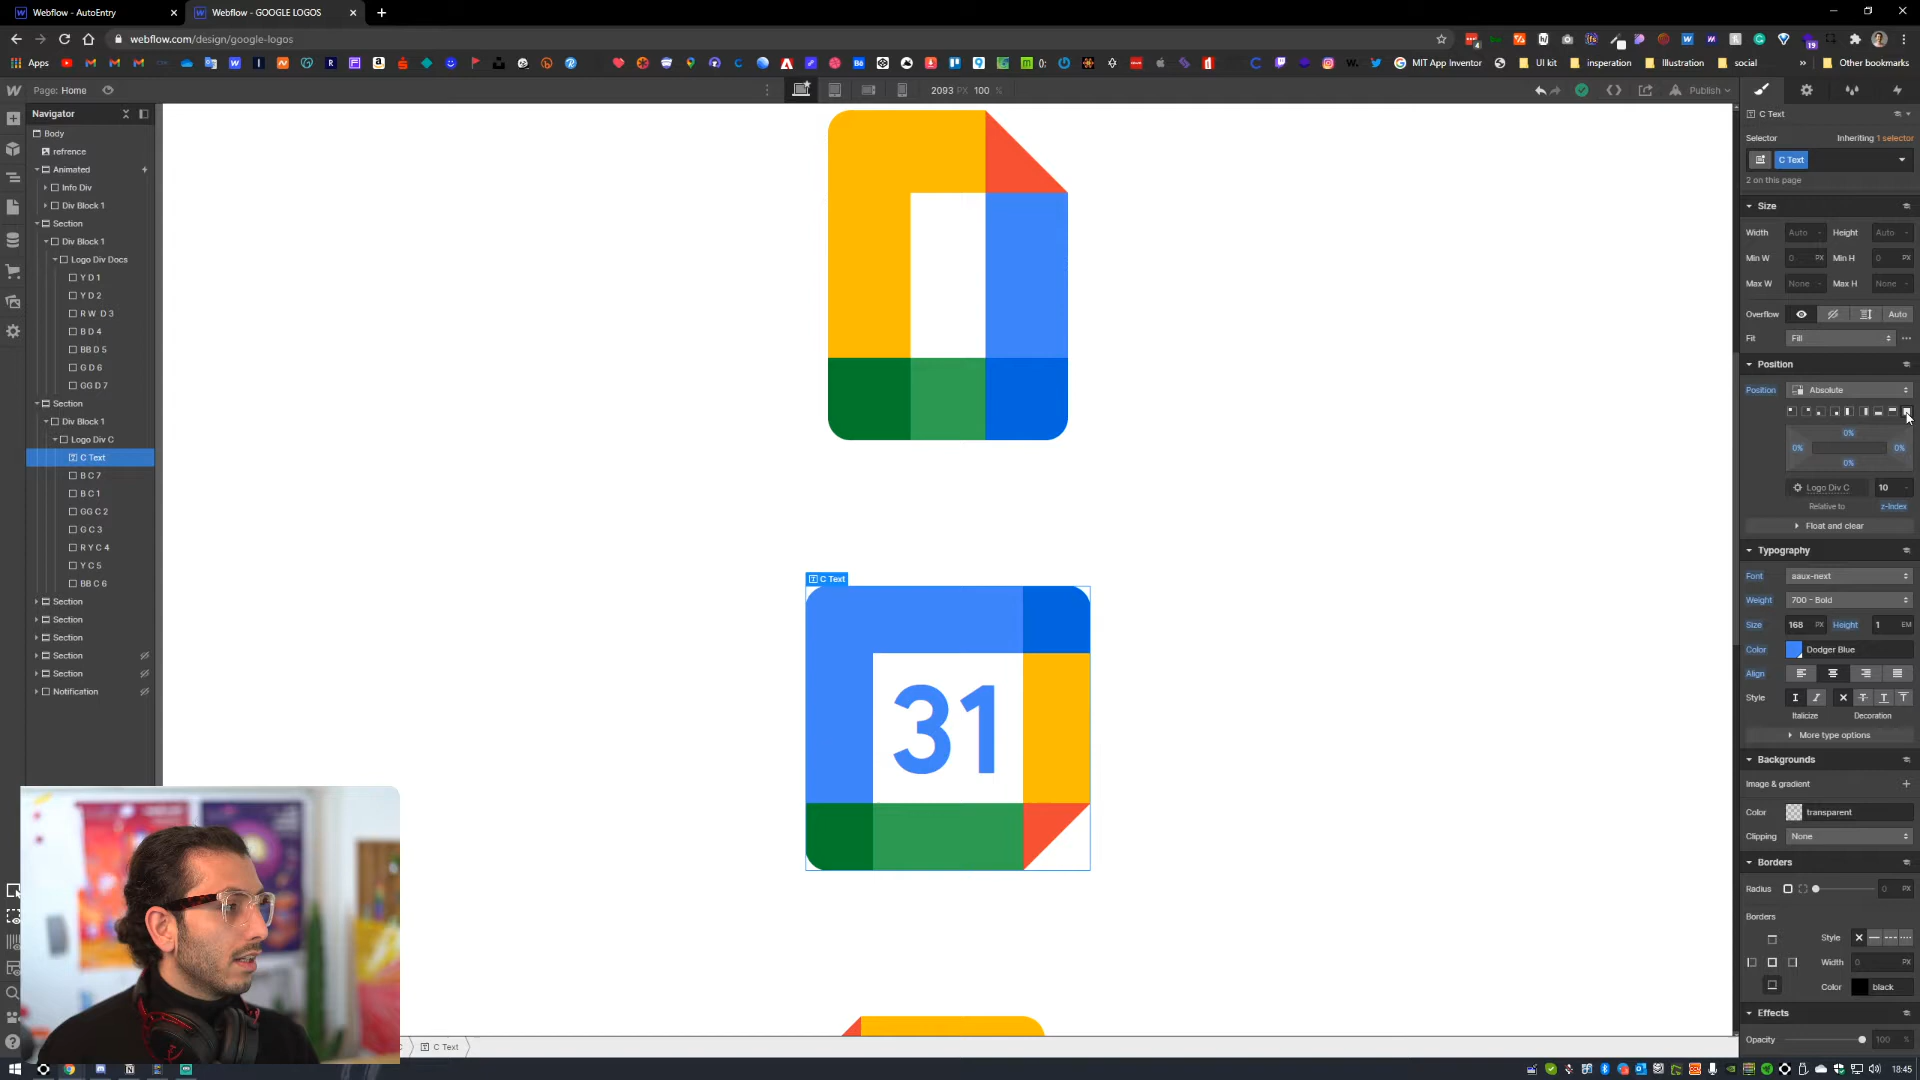 Webflow - AutoEntry
Webflow - GOOGLE LOGOS
webflow.com/design/google-logos
Apps
MIT App Inventor
UI kit
insperation
Illustration
social
Other bookmarks
Page: Home
2093 PX 100 %
Publish
Navigator
Body
refrence
Animated
Info Div
Div Block 1
Section
Div Block 1
Logo Div Docs
Y D 1
Y D 2
R W D 3
B D 4
BB D 5
G D 6
GG D 7
Section
Div Block 1
Logo Div C
C Text
B C 7
B C 1
GG C 2
G C 3
R Y C 4
Y C 5
BB C 6
Section
Section
Section
Section
Section
Notification
C Text
31
C Text
C Text
Selector
Inheriting 1 selector
C Text
2 on this page
Size
Width Auto - Height Auto -
Min W 0 PX Min H 0 PX
Max W None - Max H None -
Overflow Auto
Fit Fill
Position
Position Absolute
0%
0% 0%
0%
Logo Div C 10
Relative to z-Index
Float and clear
Typography
Font aaux-next
Weight 700 - Bold
Size 168 PX Height 1 EM
Color Dodger Blue
Align
Style
Italicize Decoration
More type options
Backgrounds
Image & gradient
Color transparent
Clipping None
Borders
Radius 0 PX
Borders
Style
Width 0 PX
Color black
Effects
Opacity 100 %
18:45